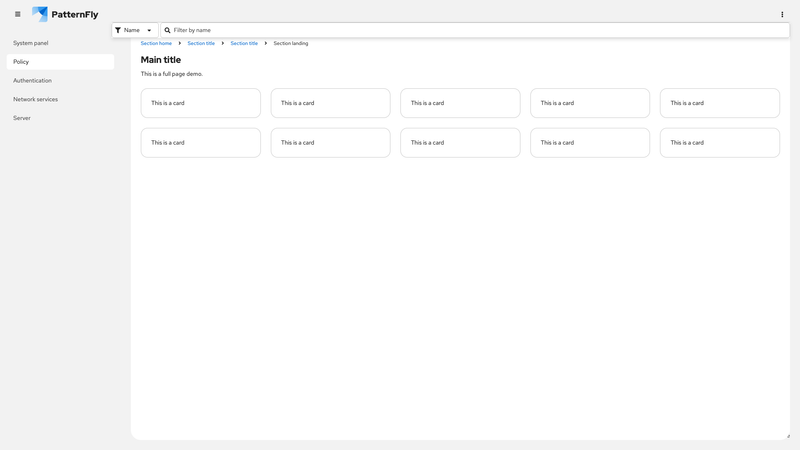 PatternFly
Name
Filter by name
System panel
Policy
Authentication
Network services
Server
Section home
Section title
Section title
Section landing
Main title
This is a full page demo.
This is a card
This is a card
This is a card
This is a card
This is a card
This is a card
This is a card
This is a card
This is a card
This is a card